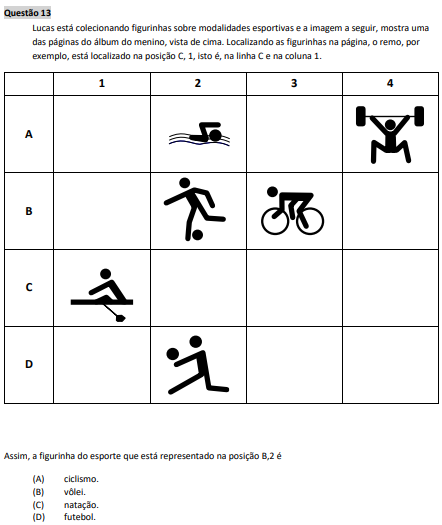 Questão 13
Lucas está colecionando figurinhas sobre modalidades esportivas e a imagem a seguir, mostra uma
das páginas do álbum do menino, vista de cima. Localizando as figurinhas na página, o remo, por
exemplo, está localizado na posição C, 1, isto é, na linha C e na coluna 1.
1 2 3 4
A
B
C
D
Assim, a figurinha do esporte que está representado na posição B,2 é
(A) ciclismo.
(B) vôlei.
(C) natação.
(D) futebol.